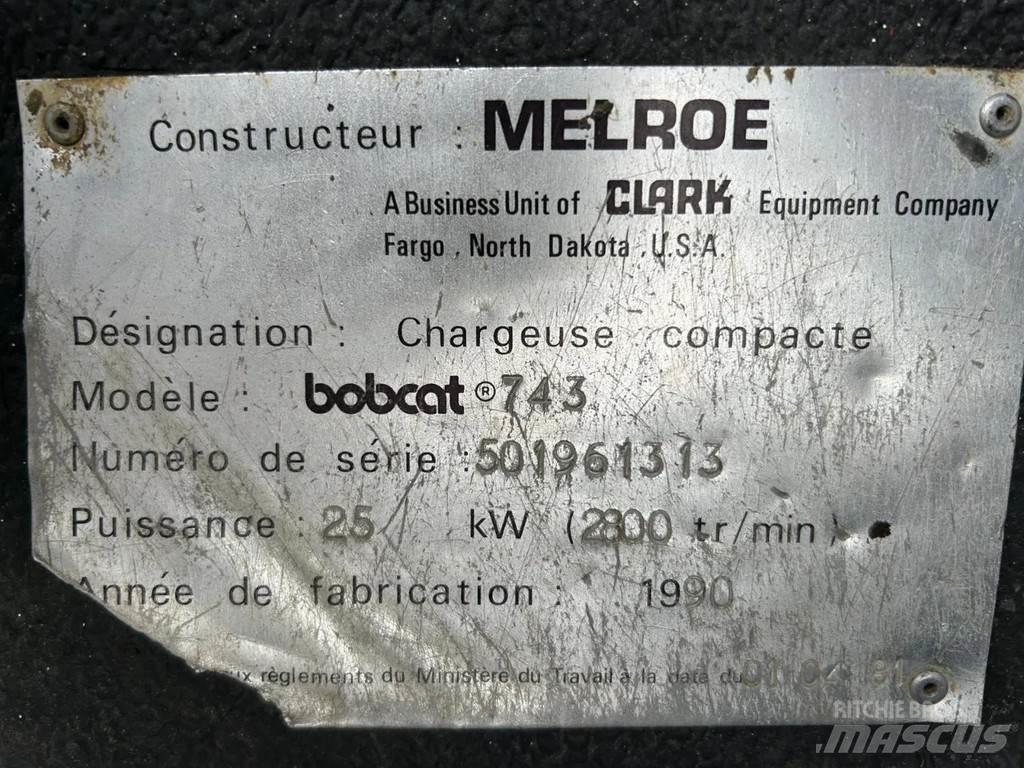 Constructeur : MELROE
A Business Unit of CLARK Equipment Company
Fargo, North Dakota, U.S.A.
Désignation : Chargeuse compacte
Modèle : bobcat® 743
Numéro de série : 501961313
Puissance : 25 kW (2800 tr/min)
Année de fabrication : 1990
règlements du Ministère du Travail à la date du
RITCHIE BROS
MASCUS